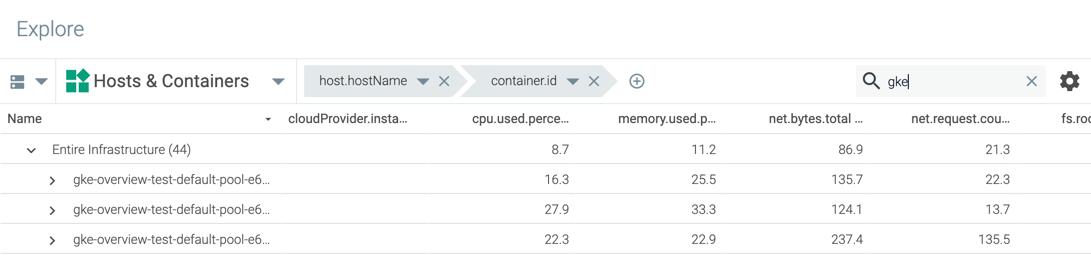 Explore
Hosts & Containers host.hostName container.id gke
Name cloudProvider.insta... cpu.used.perce... memory.used.p... net.bytes.total ... net.request.cou... fs.roo
Entire Infrastructure (44) 8.7 11.2 86.9 21.3
gke-overview-test-default-pool-e6... 16.3 25.5 135.7 22.3
gke-overview-test-default-pool-e6... 27.9 33.3 124.1 13.7
gke-overview-test-default-pool-e6... 22.3 22.9 237.4 135.5